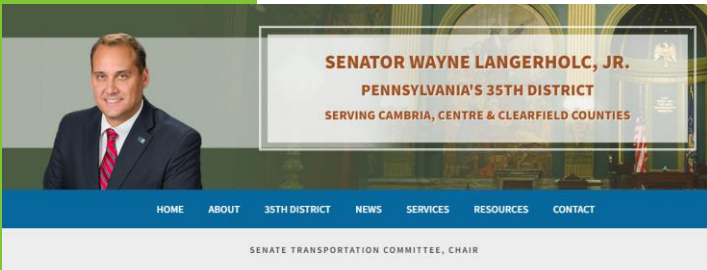 SENATOR WAYNE LANGERHOLC, JR.
PENNSYLVANIA'S 35TH DISTRICT
SERVING CAMBRIA, CENTRE & CLEARFIELD COUNTIES
HOME ABOUT 35TH DISTRICT NEWS SERVICES RESOURCES CONTACT
SENATE TRANSPORTATION COMMITTEE, CHAIR